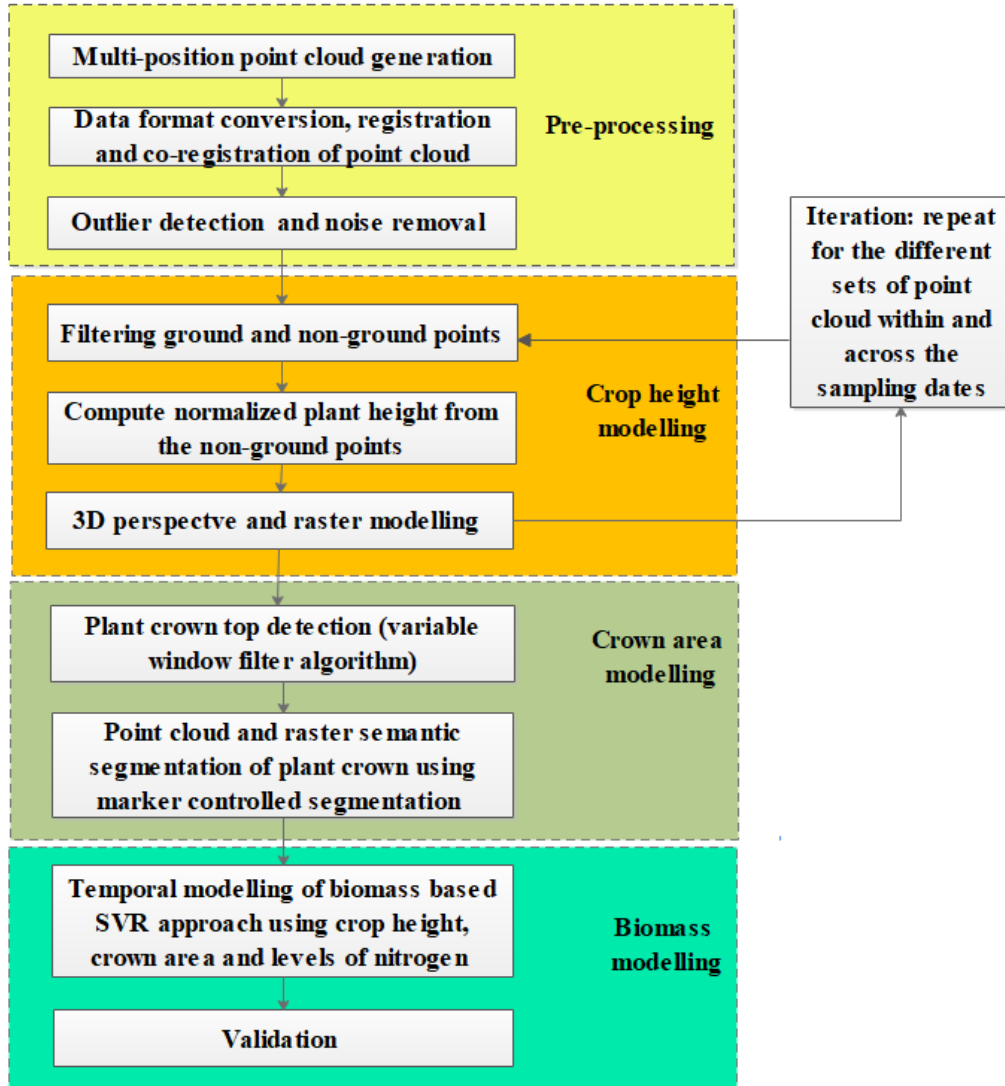 Multi-position point cloud generation
Data format conversion, registration
and co-registration of point cloud
Pre-processing
Outlier detection and noise removal
Iteration: repeat
for the different
sets of point
cloud within and
across the
sampling dates
Filtering ground and non-ground points
Crop height
modelling
Compute normalized plant height from
the non-ground points
3D perspectve and raster modelling
Plant crown top detection (variable
window filter algorithm)
Crown area
modelling
Point cloud and raster semantic
segmentation of plant crown using
marker controlled segmentation
Temporal modelling of biomass based
SVR approach using crop height,
crown area and levels of nitrogen
Biomass
modelling
Validation